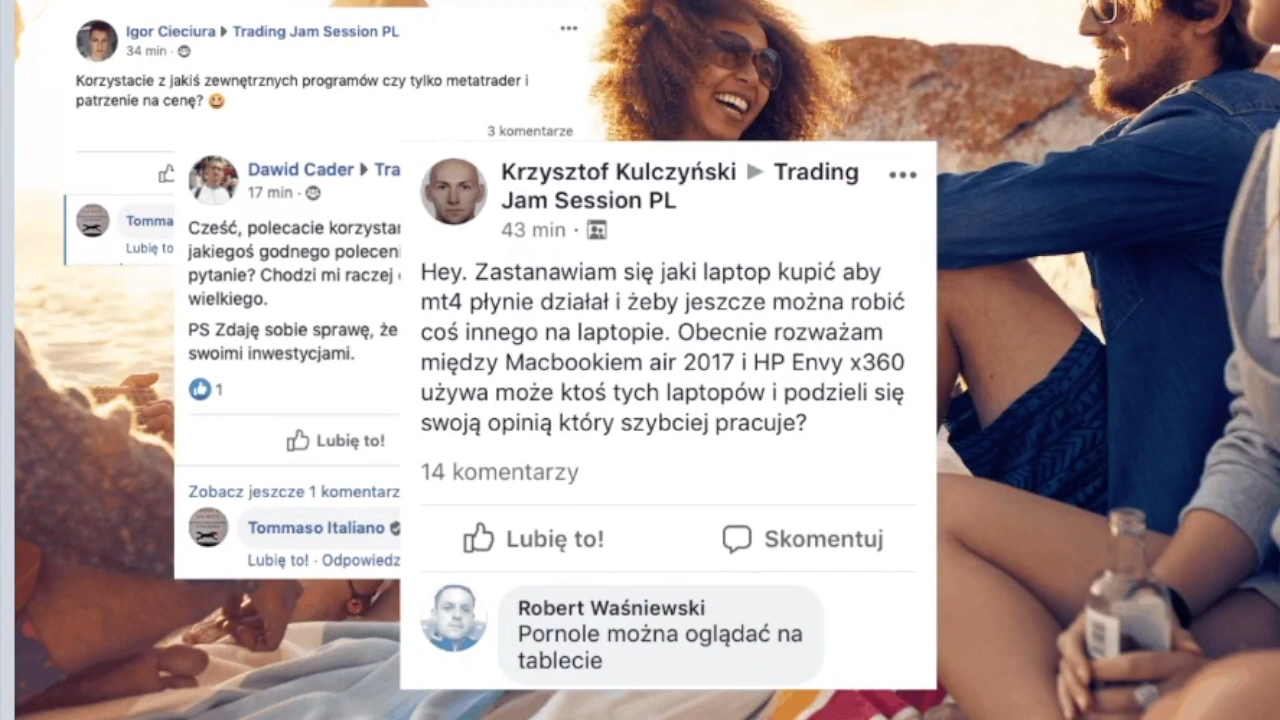 Igor Cieciura ▸ Trading Jam Session PL
34 min ·
Korzystacie z jakiś zewnętrznych programów czy tylko metatrader i
patrzenie na cenę? 😀
3 komentarze
Tomma
Lubię to
Dawid Cader ▸ Tra
17 min ·
Cześć, polecacie korzystar
jakiegoś godnego poleceni
pytanie? Chodzi mi raczej
wielkiego.
PS Zdaję sobie sprawę, że
swoimi inwestycjami.
1
Lubię to!
Zobacz jeszcze 1 komentarz
Tommaso Italiano
Lubię to! · Odpowiedz
Krzysztof Kulczyński ▸ Trading
Jam Session PL
43 min ·
Hey. Zastanawiam się jaki laptop kupić aby
mt4 płynie działał i żeby jeszcze można robić
coś innego na laptopie. Obecnie rozważam
między Macbookiem air 2017 i HP Envy x360
używa może ktoś tych laptopów i podzieli się
swoją opinią który szybciej pracuje?
14 komentarzy
Lubię to! Skomentuj
Robert Waśniewski
Pornole można oglądać na
tablecie